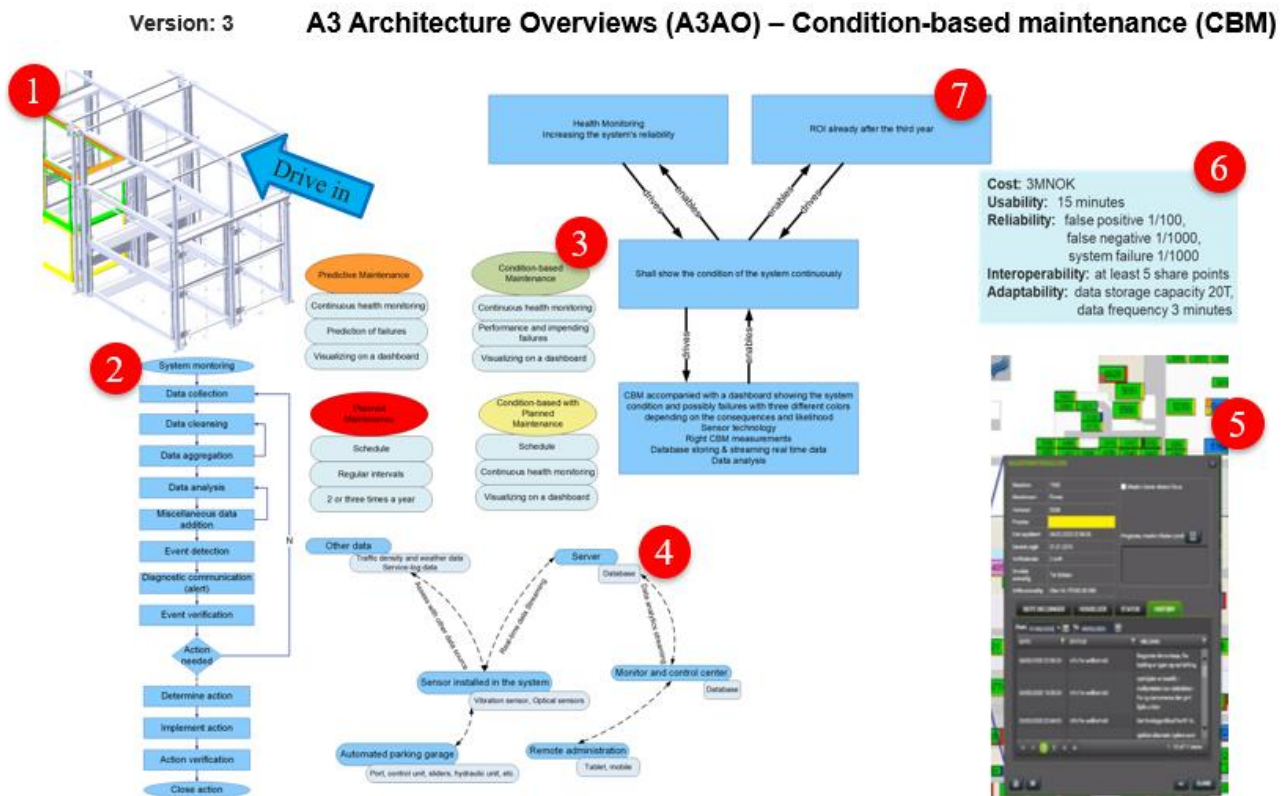 Version: 3
A3 Architecture Overviews (A3AO) – Condition-based maintenance (CBM)
1
Drive in
2
System montoring
Data collection
Data cleansing
Data aggregation
Data analysis
Miscellaneous data
addition
Event detection
Diagnostic communication
(alert)
Event verification
Action
needed
N
Determine action
Implement action
Action verification
Close action
3
Predictive Maintenance
Continuous health monitoring
Prediction of failures
Visualizing on a dashboard
Condition-based
Maintenance
Continuous health monitoring
Performance and impending
failures
Visualizing on a dashboard
Planned
Maintenance
Schedule
Regular intervals
2 or three times a year
Condition-based with
Planned
Maintenance
Schedule
Continuous health monitoring
Visualizing on a dashboard
4
Other data
Traffic density and weather data
Service-log data
Server
Database
Access with other data source
Real-time data Streaming
Data analytics streaming
Sensor installed in the system
Vibration sensor, Optical sensors
Monitor and control center
Database
Automated parking garage
Port, control unit, sliders, hydraulic unit, etc.
Remote administration
Tablet, mobile
7
Health Monitoring
Increasing the system's reliability
ROI already after the third year
drives
enables
enables
drives
Shall show the condition of the system continuously
drives
enables
CBM accompanied with a dashboard showing the system
condition and possibly failures with three different colors
depending on the consequences and likelihood
Sensor technology
Right CBM measurements
Database storing & streaming real time data
Data analysis
6
Cost: 3MNOK
Usability: 15 minutes
Reliability: false positive 1/100,
false negative 1/1000,
system failure 1/1000
Interoperability: at least 5 share points
Adaptability: data storage capacity 20T,
data frequency 3 minutes
5
STATUS